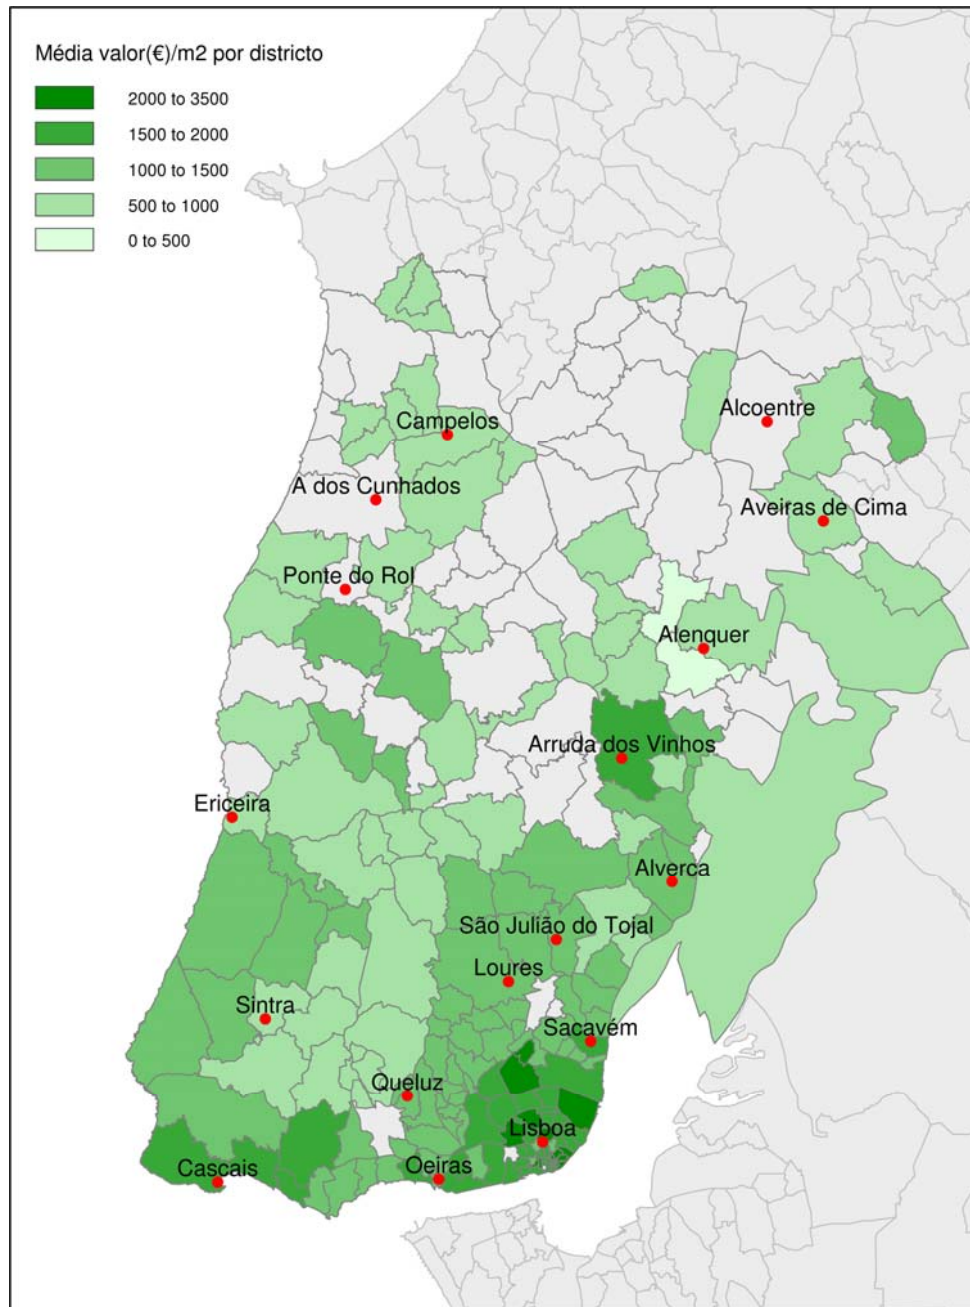 Média valor(€)/m2 por districto
2000 to 3500
1500 to 2000
1000 to 1500
500 to 1000
0 to 500
Alcoentre
Campelos
A dos Cunhados
Aveiras de Cima
Ponte do Rol
Alenquer
Arruda dos Vinhos
Ericeira
Alverca
São Julião do Tojal
Loures
Sintra
Sacavém
Queluz
Lisboa
Cascais
Oeiras